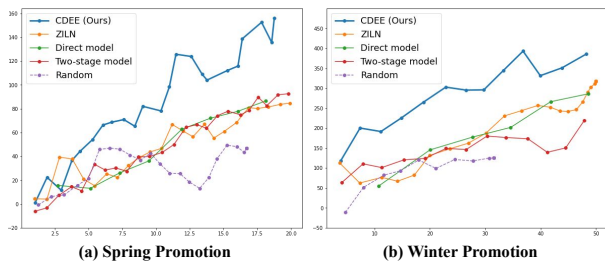 160
140
120
100
80
60
40
20
0
−20
2.5 5.0 7.5 10.0 12.5 15.0 17.5 20.0
CDEE (Ours)
ZILN
Direct model
Two-stage model
Random
(a) Spring Promotion
450
400
350
300
250
200
150
100
50
0
−50
10 20 30 40 50
CDEE (Ours)
ZILN
Direct model
Two-stage model
Random
(b) Winter Promotion